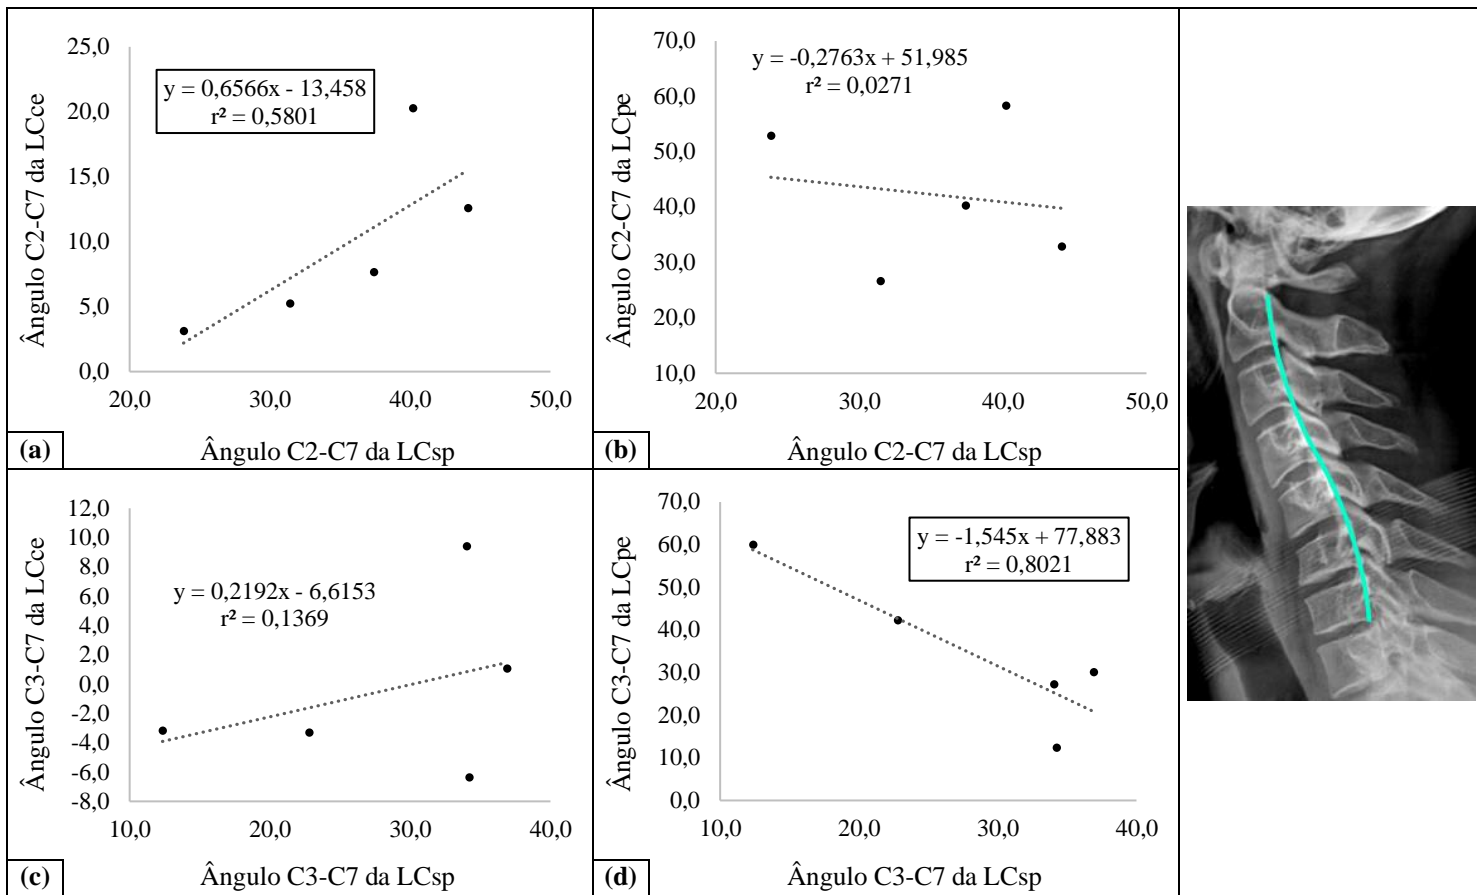 25,0
20,0
15,0
10,0
5,0
0,0
20,0 30,0 40,0 50,0
Ângulo C2-C7 da LCce
y = 0,6566x - 13,458
r² = 0,5801
(a)
Ângulo C2-C7 da LCsp
70,0
60,0
50,0
40,0
30,0
20,0
10,0
20,0 30,0 40,0 50,0
Ângulo C2-C7 da LCpe
y = -0,2763x + 51,985
r² = 0,0271
(b)
Ângulo C2-C7 da LCsp
12,0
10,0
8,0
6,0
4,0
2,0
0,0
-2,0
-4,0
-6,0
-8,0
10,0 20,0 30,0 40,0
Ângulo C3-C7 da LCce
y = 0,2192x - 6,6153
r² = 0,1369
(c)
Ângulo C3-C7 da LCsp
70,0
60,0
50,0
40,0
30,0
20,0
10,0
0,0
10,0 20,0 30,0 40,0
Ângulo C3-C7 da LCpe
y = -1,545x + 77,883
r² = 0,8021
(d)
Ângulo C3-C7 da LCsp